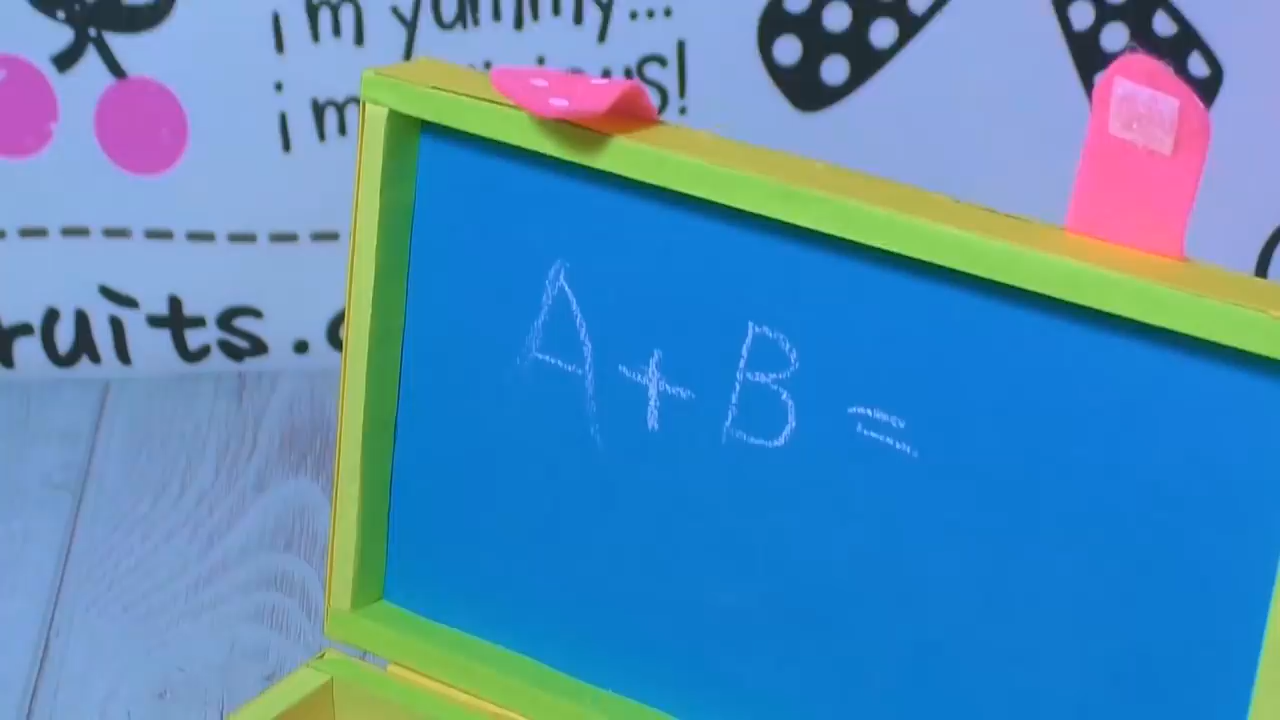 i'm yummy...
i'm
s!
ruits.
A + B =